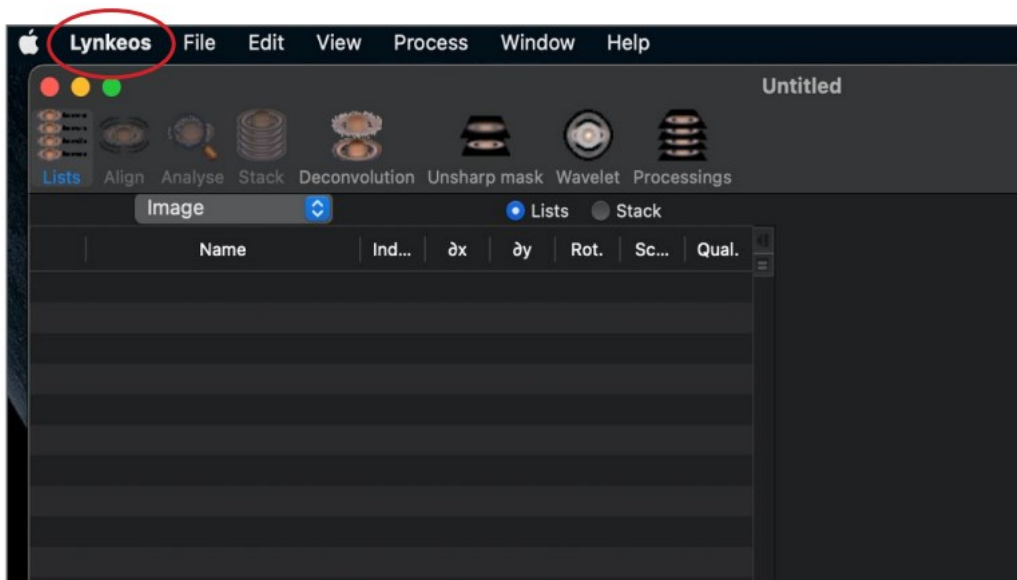 Lynkeos File Edit View Process Window Help
Untitled
Lists Align Analyse Stack Deconvolution Unsharp mask Wavelet Processings
Image Lists Stack
Name Ind... ∂x ∂y Rot. Sc... Qual.